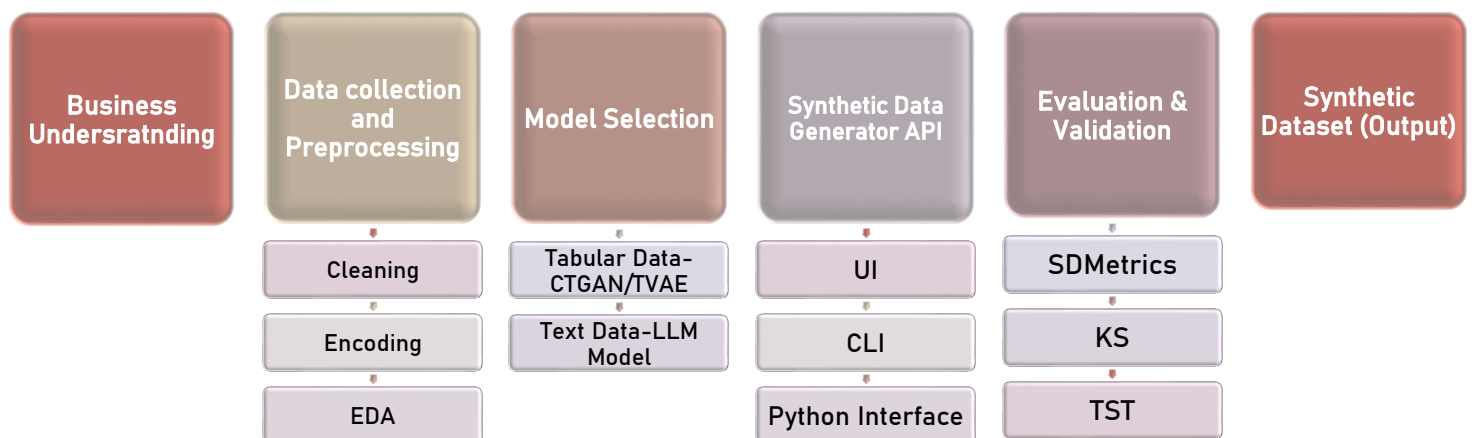 Business
Undersratnding
Data collection
and
Preprocessing
Cleaning
Encoding
EDA
Model Selection
Tabular Data-
CTGAN/TVAE
Text Data-LLM
Model
Synthetic Data
Generator API
UI
CLI
Python Interface
Evaluation &
Validation
SDMetrics
KS
TST
Synthetic
Dataset (Output)